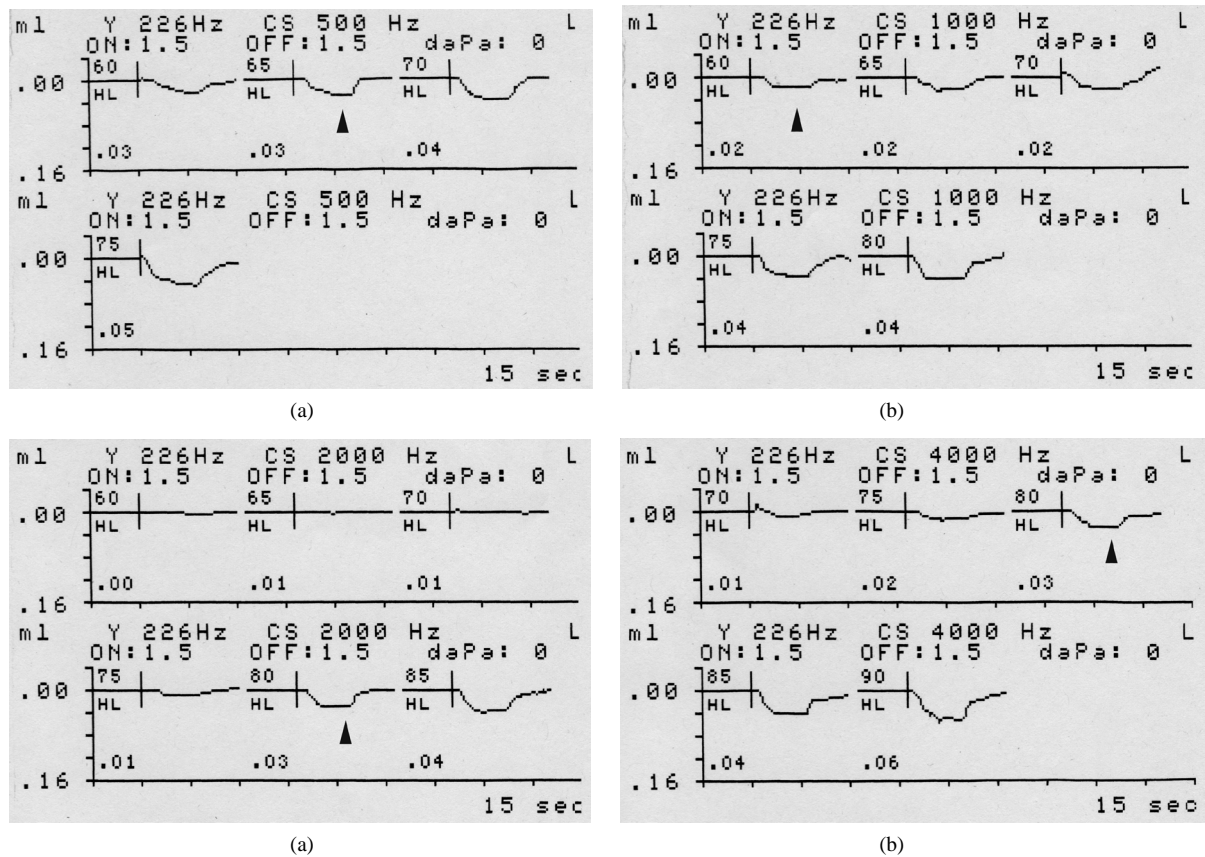 ml Y 226Hz CS 500 Hz L
ON:1.5 OFF:1.5 daPa: 0
60 65 70
.00 HL HL HL
.03 .03 .04
.16
ml Y 226Hz CS 500 Hz L
ON:1.5 OFF:1.5 daPa: 0
75
.00 HL
.05
.16
15 sec
(a)
ml Y 226Hz CS 1000 Hz L
ON:1.5 OFF:1.5 daPa: 0
60 65 70
.00 HL HL HL
.02 .02 .02
.16
ml Y 226Hz CS 1000 Hz L
ON:1.5 OFF:1.5 daPa: 0
75 80
.00 HL HL
.04 .04
.16
15 sec
(b)
ml Y 226Hz CS 2000 Hz L
ON:1.5 OFF:1.5 daPa: 0
60 65 70
.00 HL HL HL
.00 .01 .01
.16
ml Y 226Hz CS 2000 Hz L
ON:1.5 OFF:1.5 daPa: 0
75 80 85
.00 HL HL HL
.01 .03 .04
.16
15 sec
(a)
ml Y 226Hz CS 4000 Hz L
ON:1.5 OFF:1.5 daPa: 0
70 75 80
.00 HL HL HL
.01 .02 .03
.16
ml Y 226Hz CS 4000 Hz L
ON:1.5 OFF:1.5 daPa: 0
85 90
.00 HL HL
.04 .06
.16
15 sec
(b)